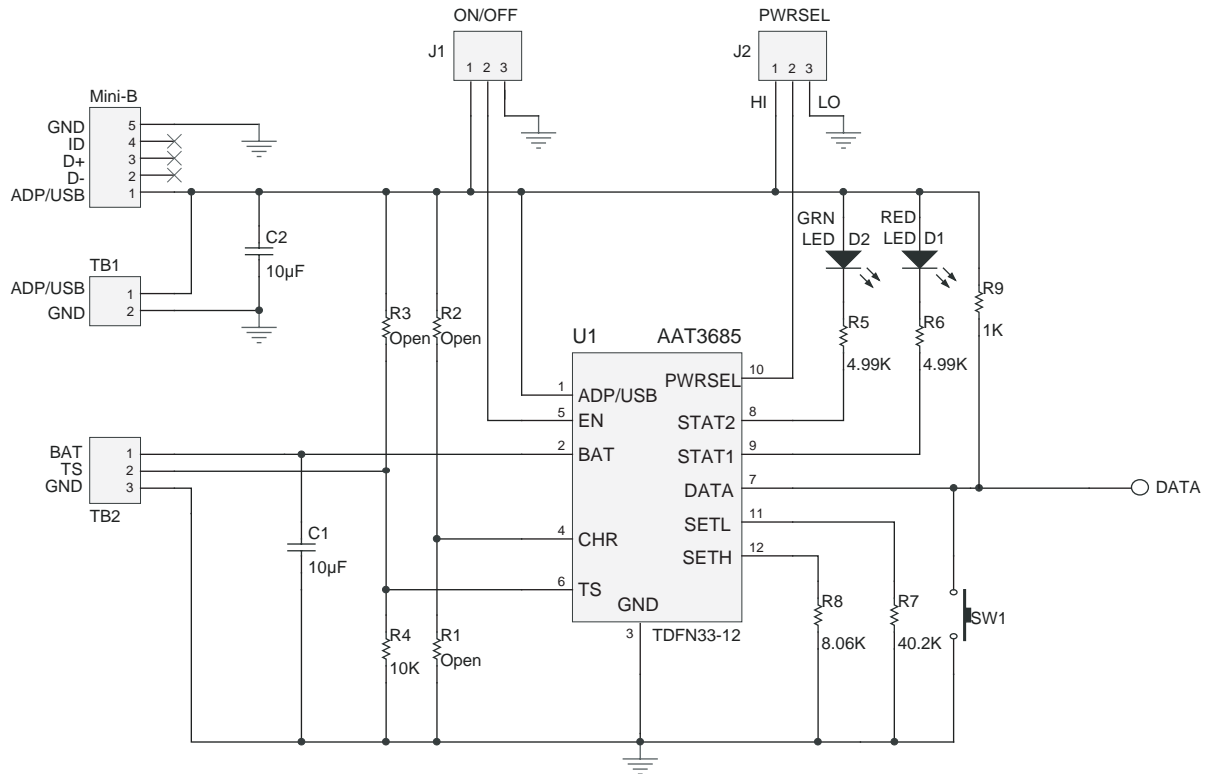 ON/OFF
J1
1 2 3
PWRSEL
J2
1 2 3
HI
LO
Mini-B
GND 5
ID 4
D+ 3
D- 2
ADP/USB 1
C2
10µF
TB1
ADP/USB 1
GND 2
R3
Open
R2
Open
GRN
LED D2
RED
LED D1
R9
1K
R5
4.99K
R6
4.99K
U1 AAT3685
1 ADP/USB
5 EN
2 BAT
4 CHR
6 TS
GND
3
TDFN33-12
PWRSEL 10
STAT2 8
STAT1 9
DATA 7
SETL 11
SETH 12
DATA
BAT 1
TS 2
GND 3
TB2
C1
10µF
R4
10K
R1
Open
R8
8.06K
R7
40.2K
SW1